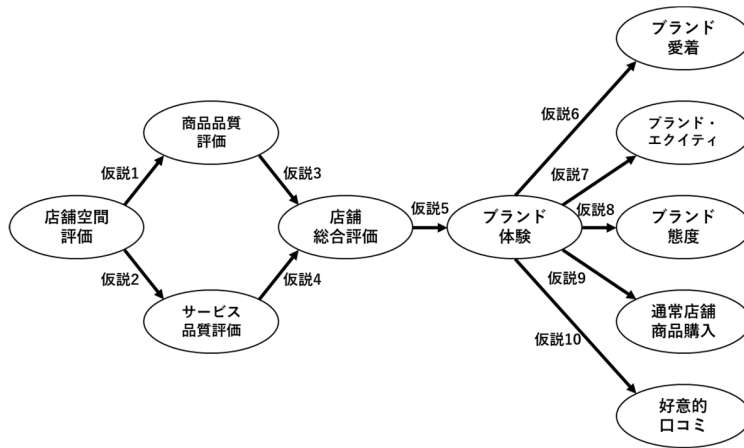 ブランド
愛着
仮説6
商品品質
評価
ブランド・
エクイティ
仮説1
仮説3
仮説7
店舗空間
評価
店舗
総合評価
仮説5
ブランド
体験
仮説8
ブランド
態度
仮説2
仮説4
仮説9
サービス
品質評価
通常店舗
商品購入
仮説10
好意的
口コミ